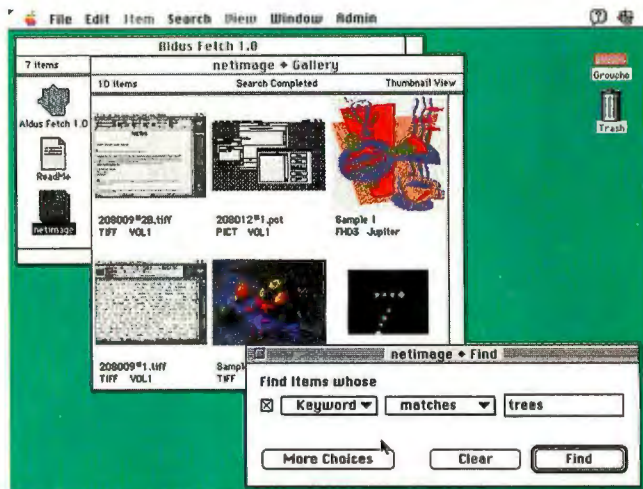 File Edit Item Search View Window Admin
Aldus Fetch 1.0
7 items
Aldus Fetch 1.0
ReadMe
netimage
netimage ♦ Gallery
10 items Search Completed Thumbnail View
208009#2B.tiff
TIFF VOL1
208012#1.pct
PICT VOL1
Sample 1
FHD3 Jupiter
208009#1.tiff
TIFF VOL1
Sampl
TIFF
netimage ♦ Find
Find items whose
Keyword matches trees
More Choices Clear Find
Groucho
Trash